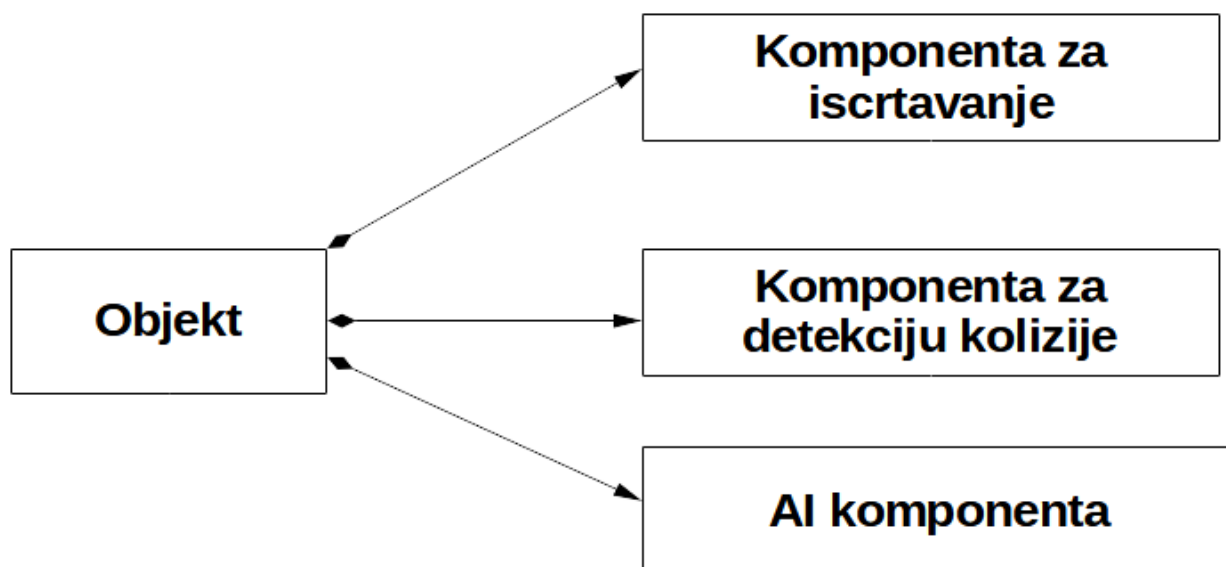 Komponenta za
iscrtavanje
Objekt
Komponenta za
detekciju kolizije
AI komponenta